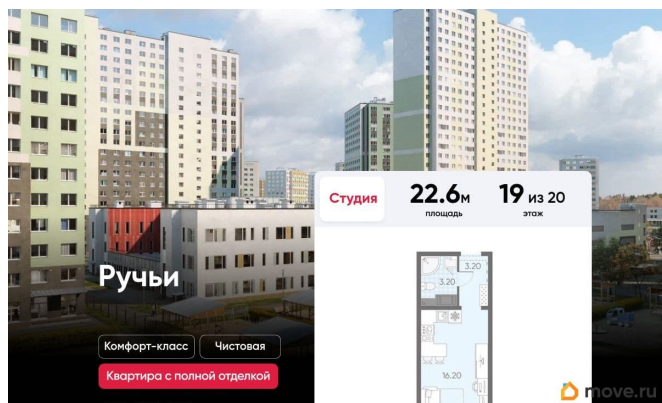 Студия
22.6м
площадь
19 из 20
этаж
3.20
3.20
16.20
Ручьи
Комфорт-класс
Чистовая
Квартира с полной отделкой
move.ru